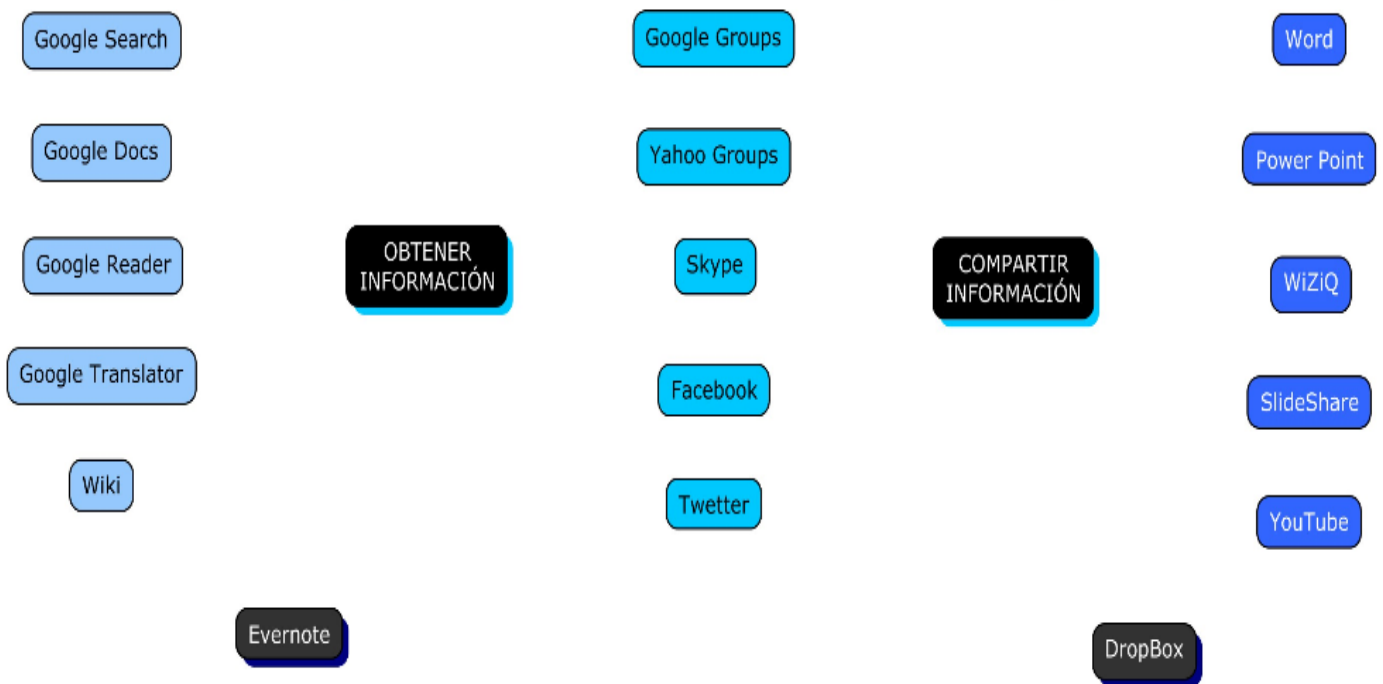 Google Search
Google Groups
Word
Google Docs
Yahoo Groups
Power Point
Google Reader
OBTENER
INFORMACIÓN
Skype
COMPARTIR
INFORMACIÓN
WiZiQ
Google Translator
Facebook
SlideShare
Wiki
Twetter
YouTube
Evernote
DropBox